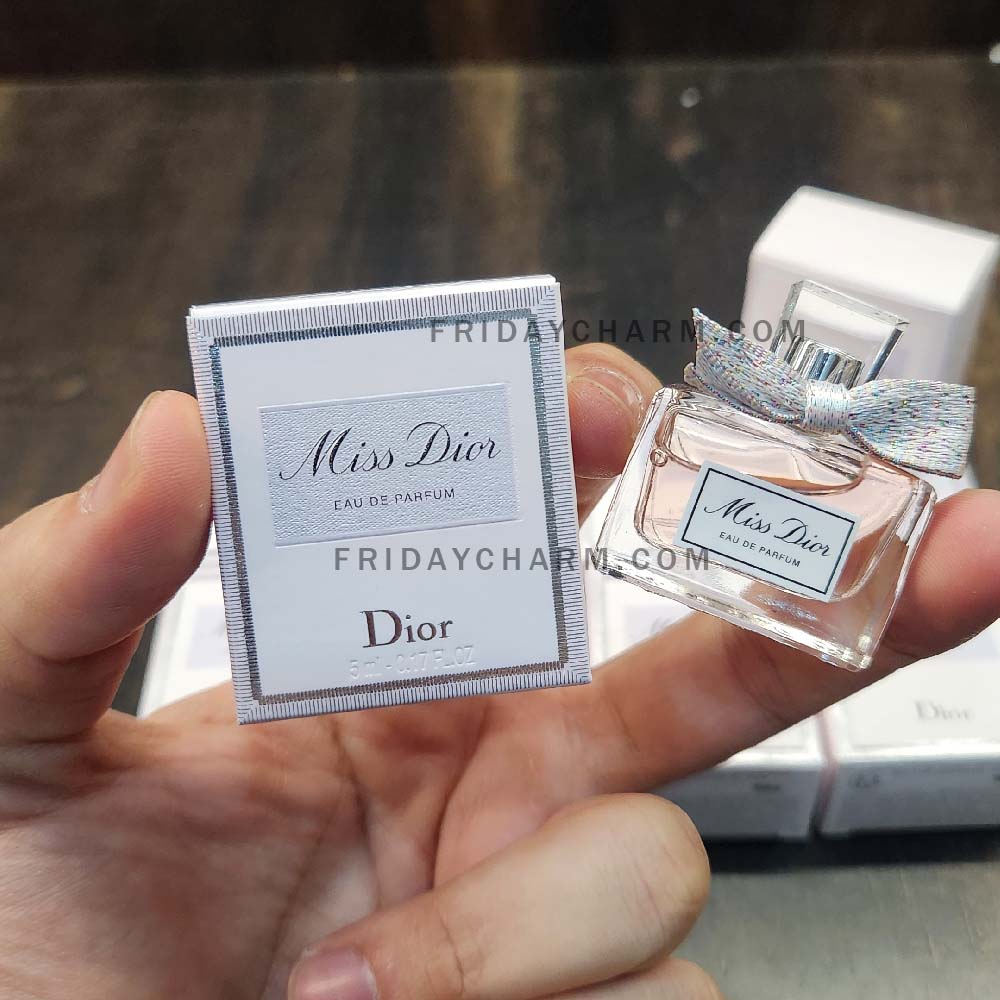 FRIDAYCHARM.COM
Miss Dior
EAU DE PARFUM
Miss Dior
EAU DE PARFUM
FRIDAYCHARM.COM
Dior
5 ml - 0.17 FL.OZ
Dior